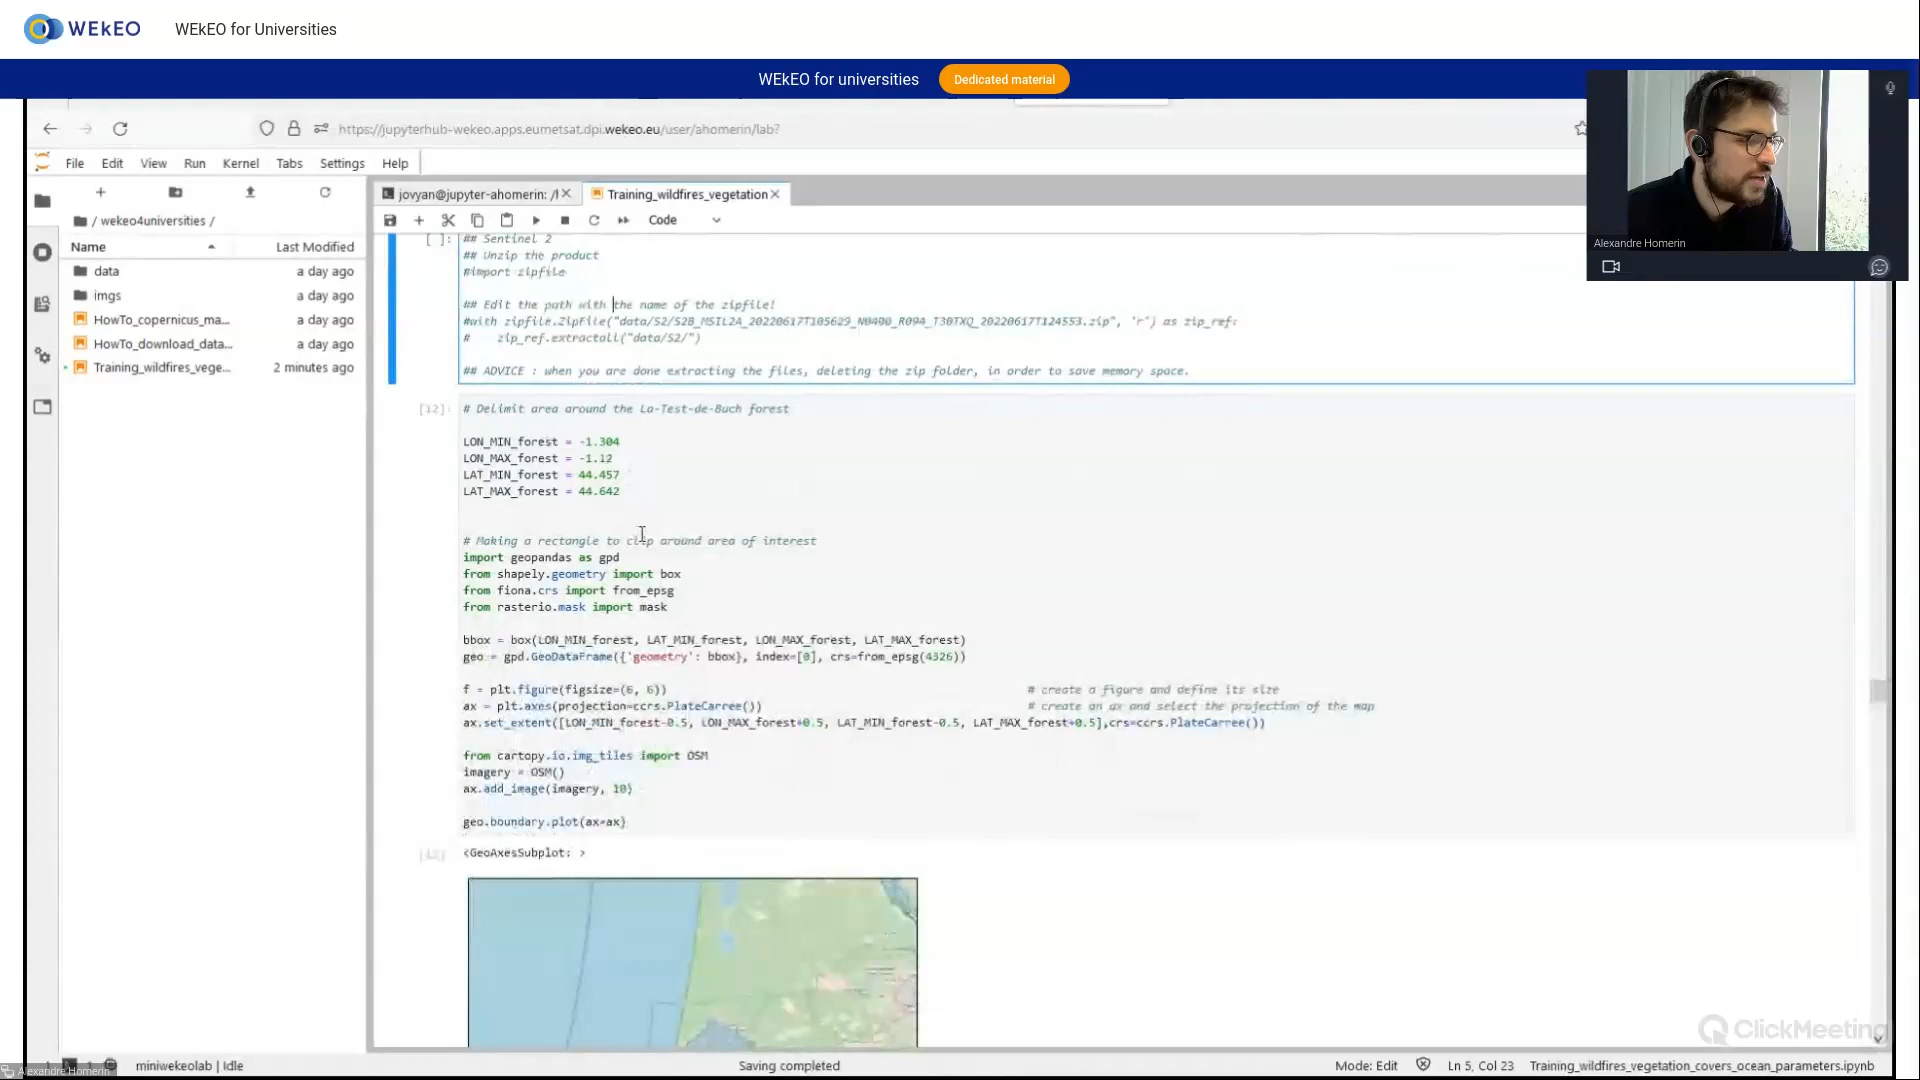 WEkEO
WEkEO for Universities
WEkEO for universities
Dedicated material
https://jupyterhub-wekeo.apps.eumetsat.dpi.wekeo.eu/user/ahomerin/lab?
File Edit View Run Kernel Tabs Settings Help
/ wekeo4universities /
Name Last Modified
data a day ago
imgs a day ago
HowTo_copernicus_ma... a day ago
HowTo_download_data... a day ago
Training_wildfires_vege... 2 minutes ago
jovyan@jupyter-ahomerin: /l
Training_wildfires_vegetation
Code
Alexandre Homerin
[ ]: ## Sentinel 2
## Unzip the product
#import zipfile
## Edit the path with the name of the zipfile!
#with zipfile.ZipFile("data/S2/S2B_MSIL2A_20220617T105629_N0400_R094_T30TXQ_20220617T124553.zip", 'r') as zip_ref:
#    zip_ref.extractall("data/S2/")
## ADVICE : when you are done extracting the files, deleting the zip folder, in order to save memory space.
[12]: # Delimit area around the La-Test-de-Buch forest
LON_MIN_forest = -1.304
LON_MAX_forest = -1.12
LAT_MIN_forest = 44.457
LAT_MAX_forest = 44.642
# Making a rectangle to clip around area of interest
import geopandas as gpd
from shapely.geometry import box
from fiona.crs import from_epsg
from rasterio.mask import mask
bbox = box(LON_MIN_forest, LAT_MIN_forest, LON_MAX_forest, LAT_MAX_forest)
geo = gpd.GeoDataFrame({'geometry': bbox}, index=[0], crs=from_epsg(4326))
f = plt.figure(figsize=(6, 6)) # create a figure and define its size
ax = plt.axes(projection=ccrs.PlateCarree()) # create an ax and select the projection of the map
ax.set_extent([LON_MIN_forest-0.5, LON_MAX_forest+0.5, LAT_MIN_forest-0.5, LAT_MAX_forest+0.5],crs=ccrs.PlateCarree())
from cartopy.io.img_tiles import OSM
imagery = OSM()
ax.add_image(imagery, 10)
geo.boundary.plot(ax=ax)
[12]: <GeoAxesSubplot: >
ClickMeeting
miniwekeolab | Idle
Saving completed
Mode: Edit
Ln 5, Col 23
Training_wildfires_vegetation_covers_ocean_parameters.ipynb
Alexandre Homerin